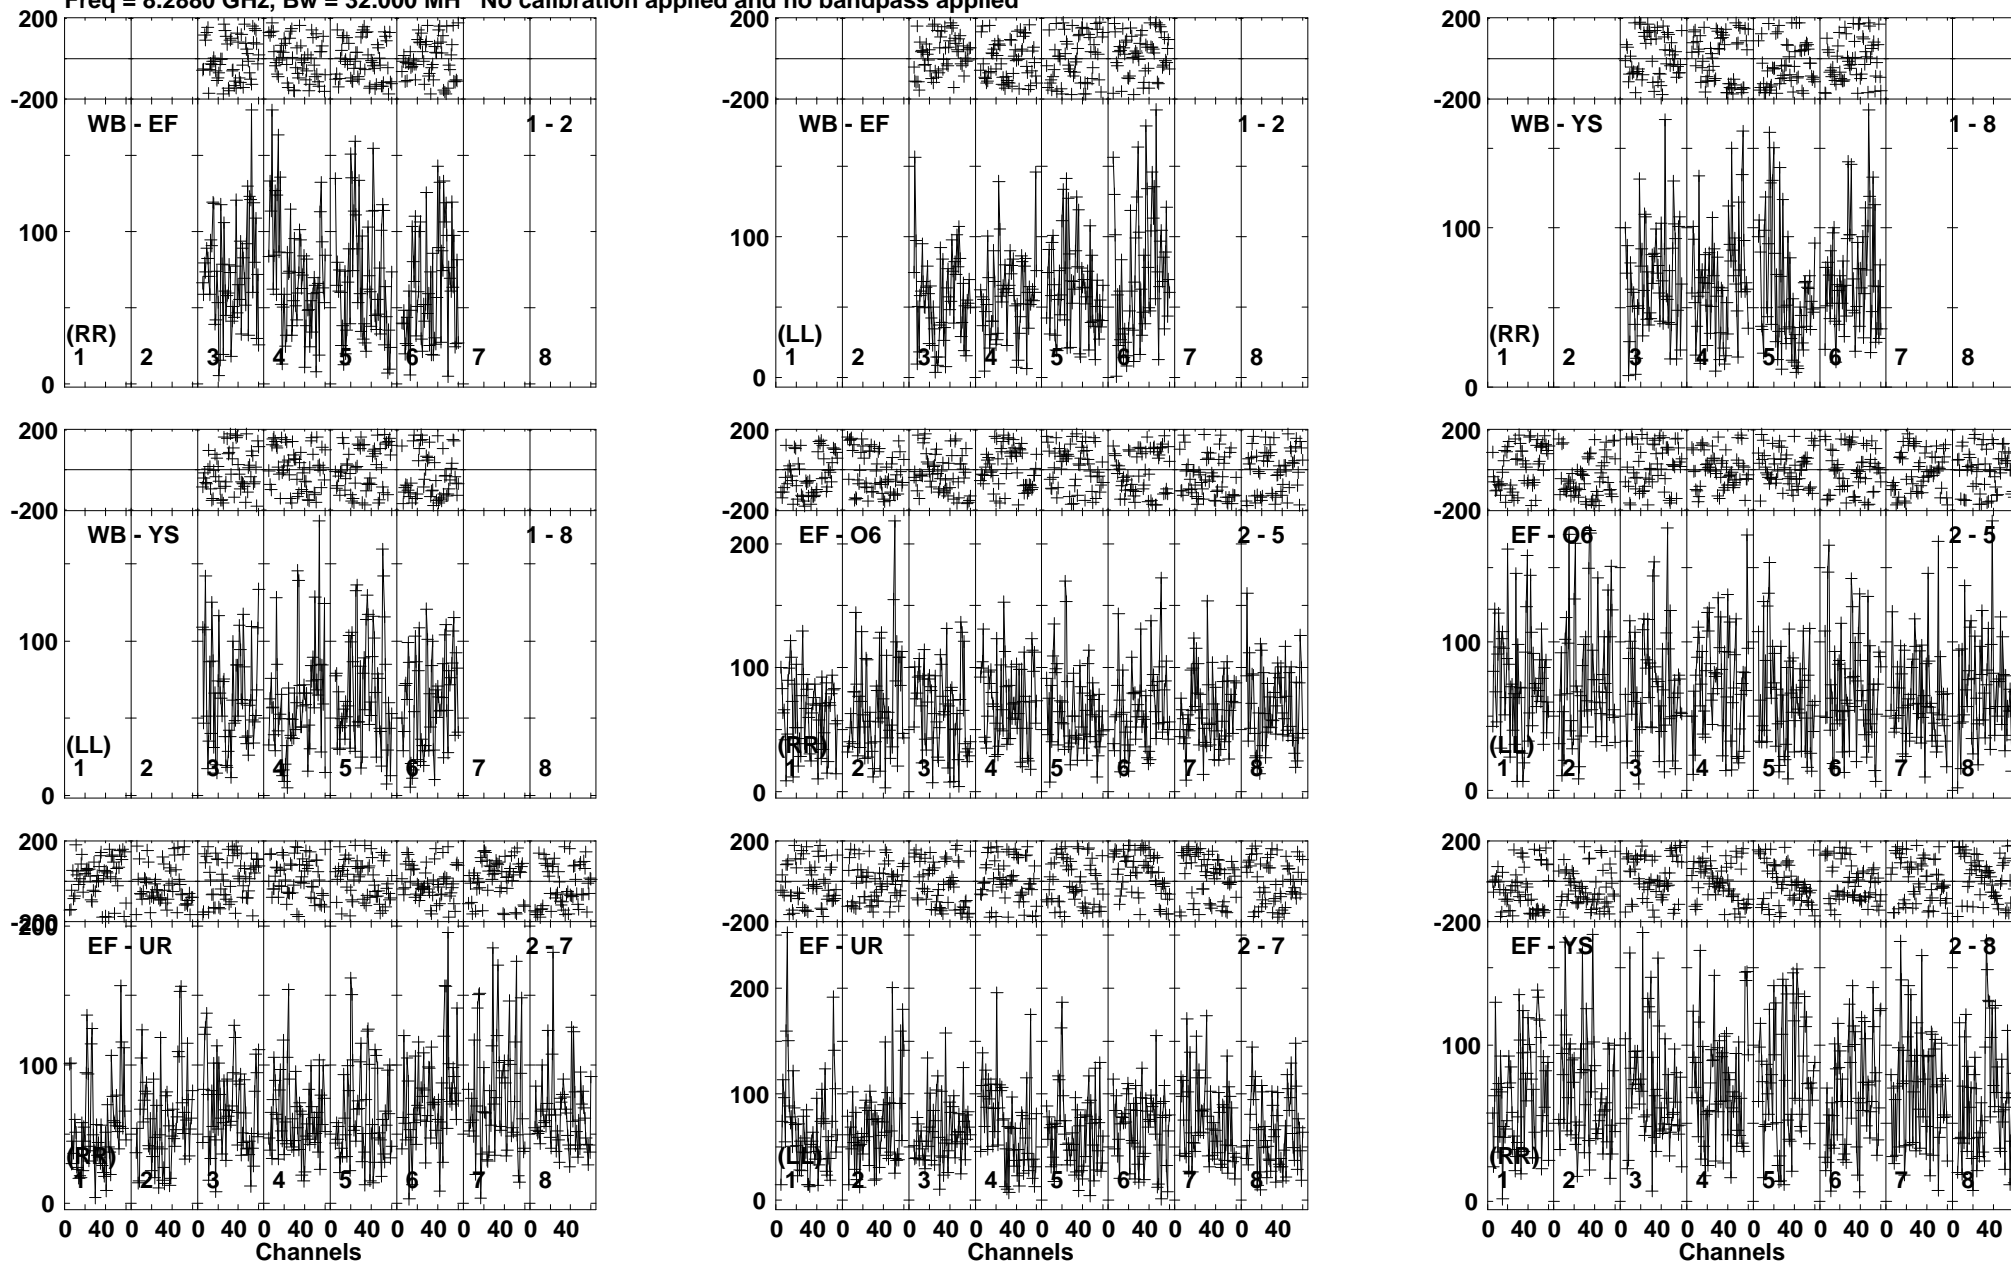 Freq = 8.2880 GHz, Bw = 32.000 MH No calibration applied and no bandpass applied
200 200 200
-200 -200 -200
WB - EF 1 - 2 WB - EF 1 - 2 WB - YS 1 - 8
100 100 100
(RR) (LL) (RR)
1 2 3 4 5 6 7 8 1 2 3 4 5 6 7 8 1 2 3 4 5 6 7 8
0 0 0
200 200 200
-200 -200 -200
WB - YS 1 - 8 EF - O6 2 - 5 EF - O6 2 - 5
200
100 100 100
(LL) (RR) (LL)
1 2 3 4 5 6 7 8 1 2 3 4 5 6 7 8 1 2 3 4 5 6 7 8
0 0 0
200 200 200
-200 -200 -200
200
EF - UR 2 - 7 EF - UR 2 - 7 EF - YS 2 - 8
200
100 100 100
(RR) (LL) (RR)
1 2 3 4 5 6 7 8 1 2 3 4 5 6 7 8 1 2 3 4 5 6 7 8
0 0 0
0 40 0 40 0 40 0 40 0 40 0 40 0 40 0 40 0 40 0 40 0 40 0 40 0 40 0 40 0 40 0 40 0 40 0 40 0 40 0 40 0 40 0 40 0 40 0 40
Channels Channels Channels